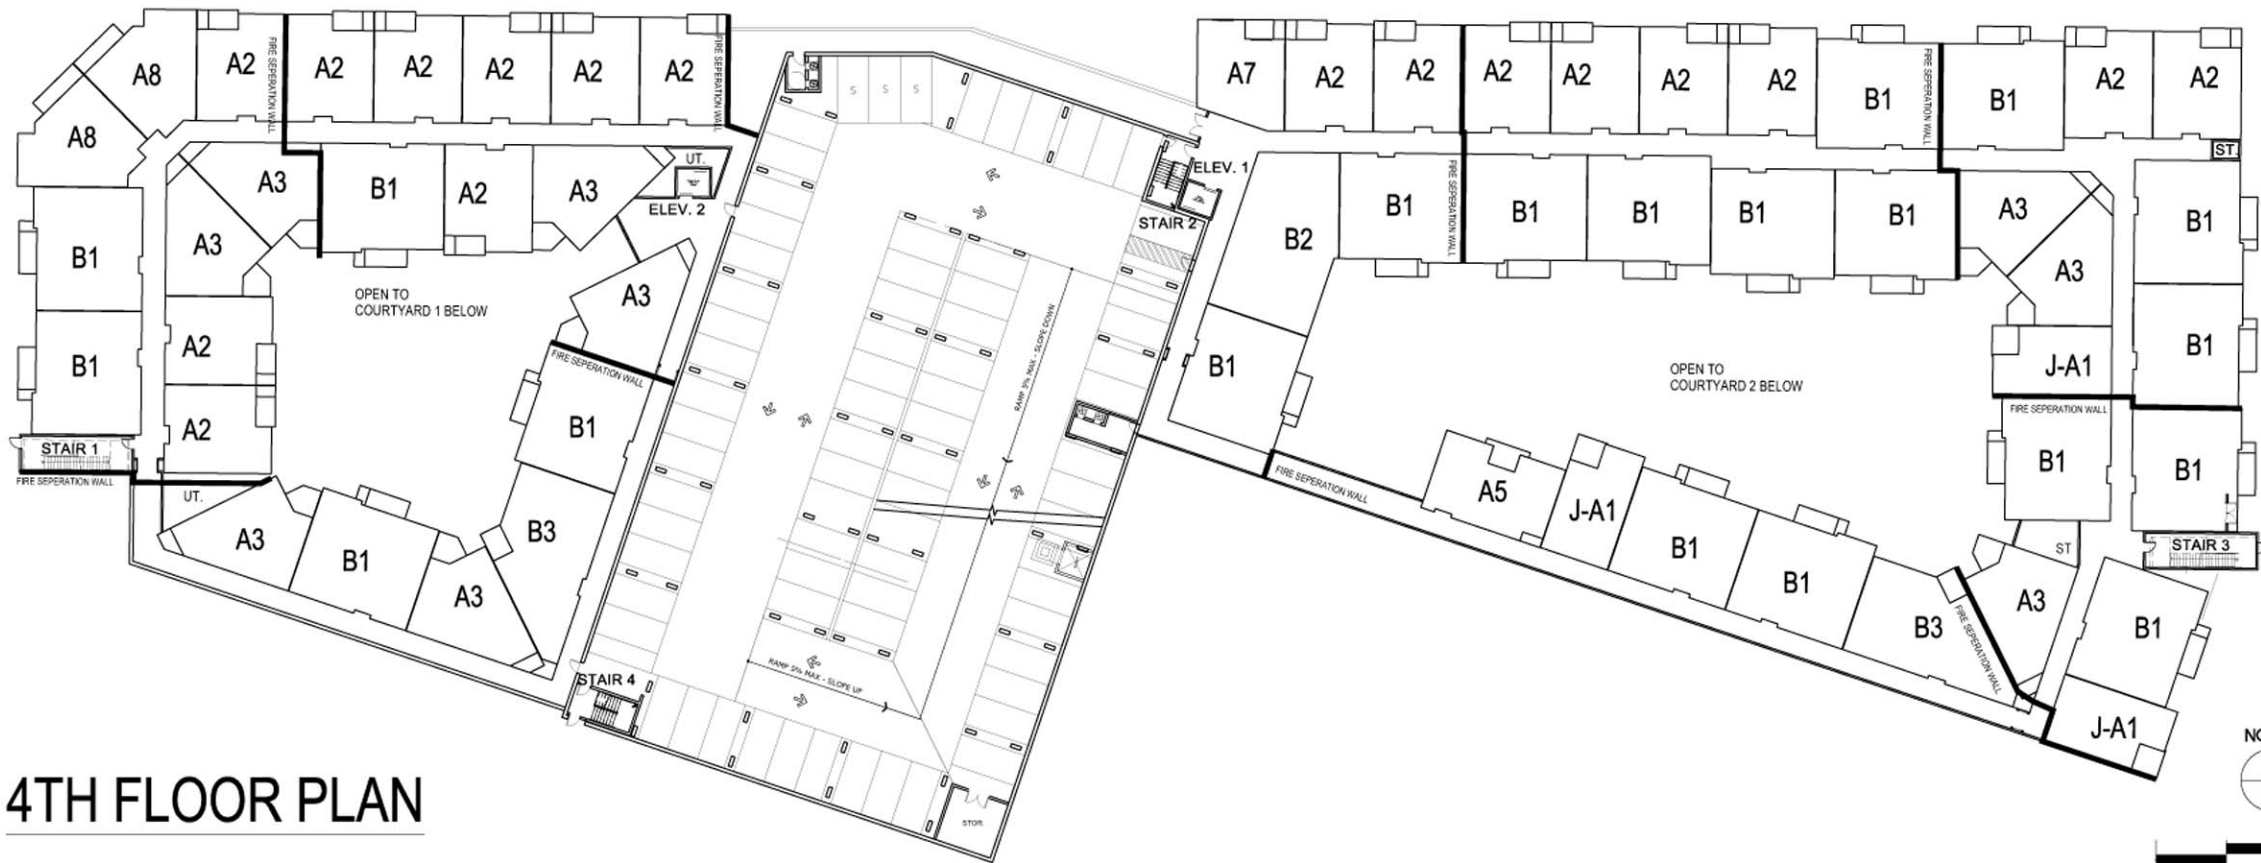 A8
A2
FIRE SEPERATION WALL
A2
A2
A2
A2
A2
FIRE SEPERATION WALL
A8
A3
B1
A2
A3
UT.
ELEV. 2
B1
A3
A3
B1
A2
A2
OPEN TO
COURTYARD 1 BELOW
FIRE SEPERATION WALL
B1
STAIR 1
FIRE SEPERATION WALL
UT.
A3
B1
A3
B3
S
S
S
RAMP 5% MAX - SLOPE DOWN
RAMP 5% MAX - SLOPE UP
STAIR 4
STOR.
ELEV. 1
STAIR 2
A7
A2
A2
A2
A2
A2
A2
B1
FIRE SEPERATION WALL
B1
A2
A2
ST.
B2
B1
FIRE SEPERATION WALL
B1
B1
B1
B1
A3
A3
B1
B1
J-A1
B1
OPEN TO
COURTYARD 2 BELOW
FIRE SEPERATION WALL
B1
B1
FIRE SEPERATION WALL
A5
J-A1
B1
B1
B3
ST
STAIR 3
A3
FIRE SEPERATION WALL
B1
J-A1
4TH FLOOR PLAN